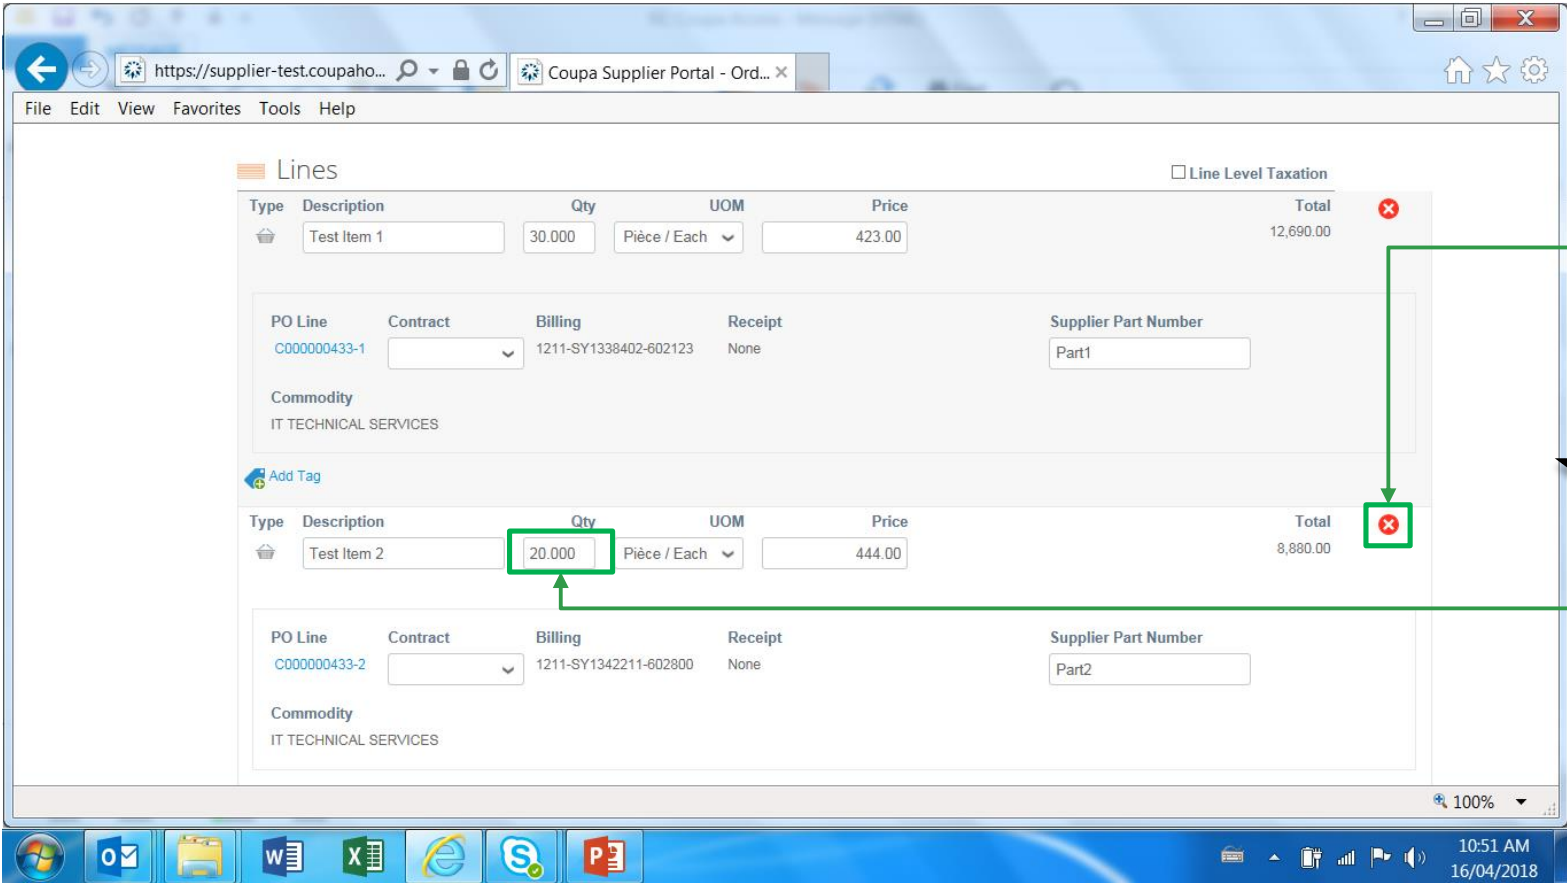 https://supplier-test.coupaho...
Coupa Supplier Portal - Ord...
File Edit View Favorites Tools Help
Lines
Line Level Taxation
Type Description Qty UOM Price Total
Test Item 1 30.000 Pièce / Each 423.00 12,690.00
PO Line Contract Billing Receipt Supplier Part Number
C000000433-1 1211-SY1338402-602123 None Part1
Commodity
IT TECHNICAL SERVICES
Add Tag
Type Description Qty UOM Price Total
Test Item 2 20.000 Pièce / Each 444.00 8,880.00
PO Line Contract Billing Receipt Supplier Part Number
C000000433-2 1211-SY1342211-602800 None Part2
Commodity
IT TECHNICAL SERVICES
100%
10:51 AM
16/04/2018